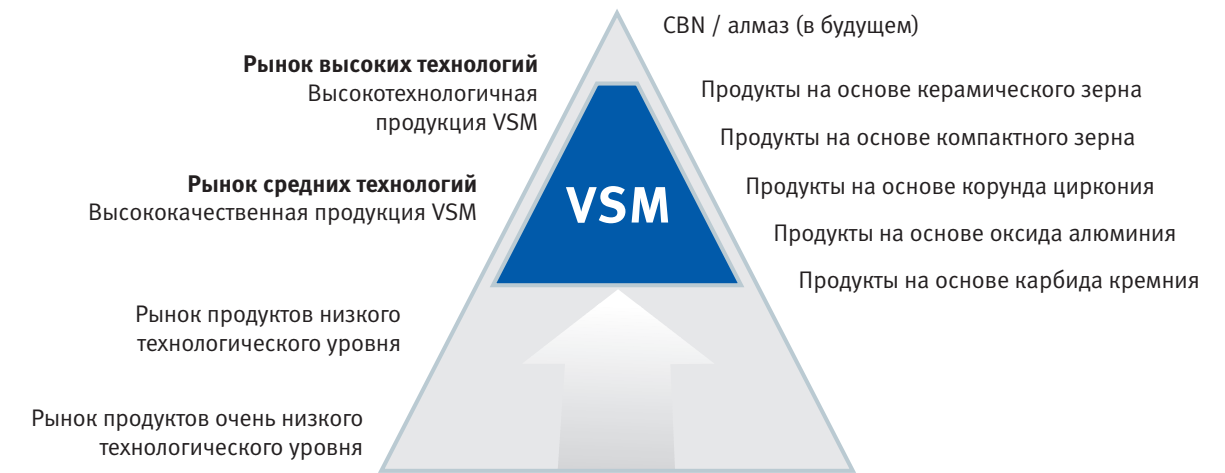 CBN / алмаз (в будущем)
Рынок высоких технологий
Высокотехнологичная
продукция VSM
Продукты на основе керамического зерна
Продукты на основе компактного зерна
Рынок средних технологий
Высококачественная продукция VSM
VSM
Продукты на основе корунда циркония
Продукты на основе оксида алюминия
Продукты на основе карбида кремния
Рынок продуктов низкого
технологического уровня
Рынок продуктов очень низкого
технологического уровня